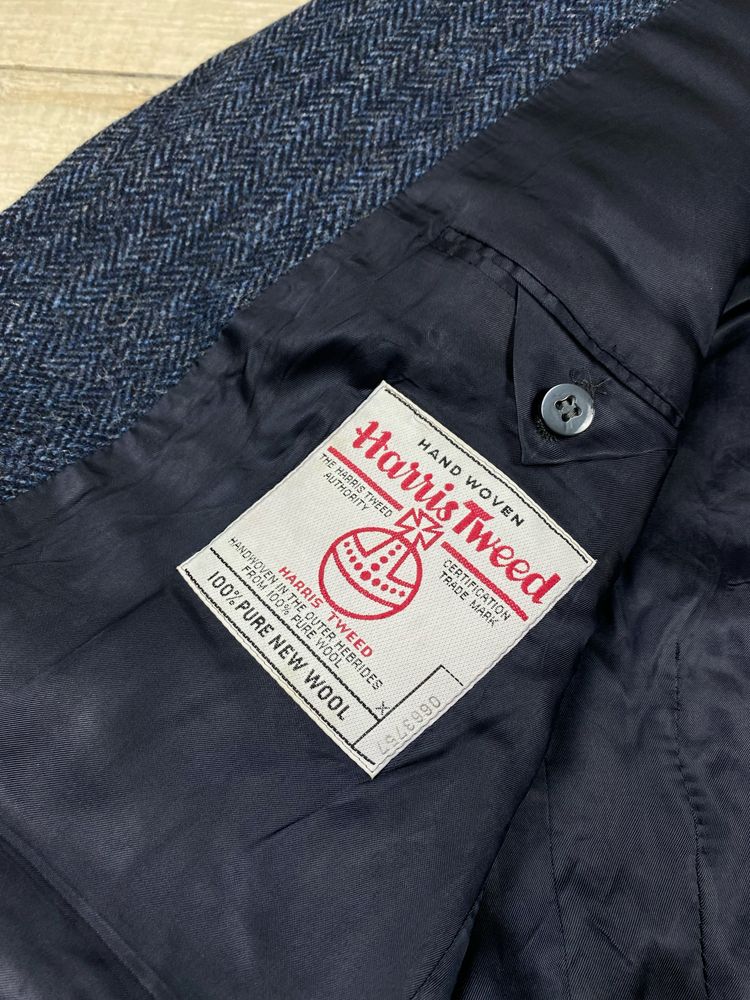 HAND WOVEN
Harris Tweed
THE HARRIS TWEED
AUTHORITY
CERTIFICATION
TRADE MARK
HARRIS TWEED
HANDWOVEN IN THE OUTER HEBRIDES
FROM 100% PURE WOOL
100% PURE NEW WOOL
X
0663757